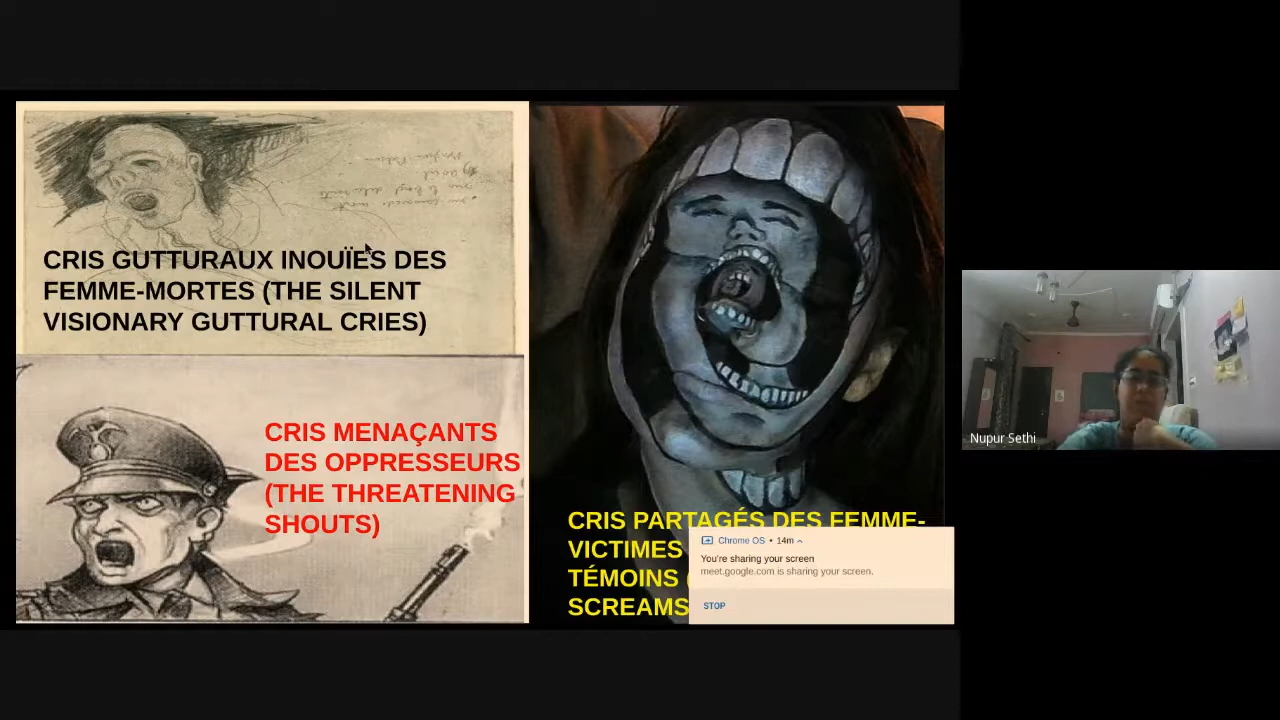 CRIS GUTTURAUX INOUÏES DES
FEMME-MORTES (THE SILENT
VISIONARY GUTTURAL CRIES)
CRIS MENAÇANTS
DES OPPRESSEURS
(THE THREATENING
SHOUTS)
CRIS PARTAGÉS DES FEMME-
VICTIMES
TÉMOINS (
SCREAMS
Chrome OS • 14m
You're sharing your screen
meet.google.com is sharing your screen.
STOP
Nupur Sethi